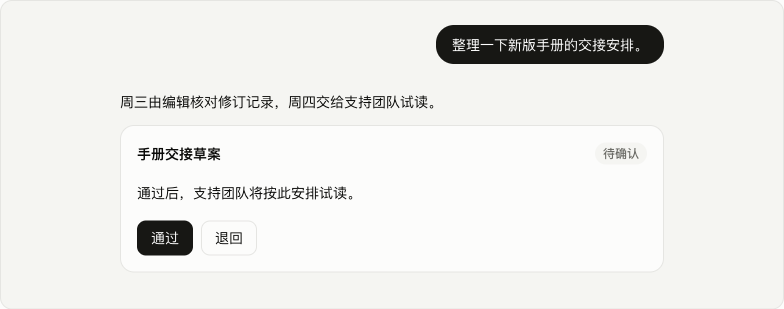 整理一下新版手册的交接安排。
周三由编辑核对修订记录，周四交给支持团队试读。
手册交接草案
待确认
通过后，支持团队将按此安排试读。
通过
退回